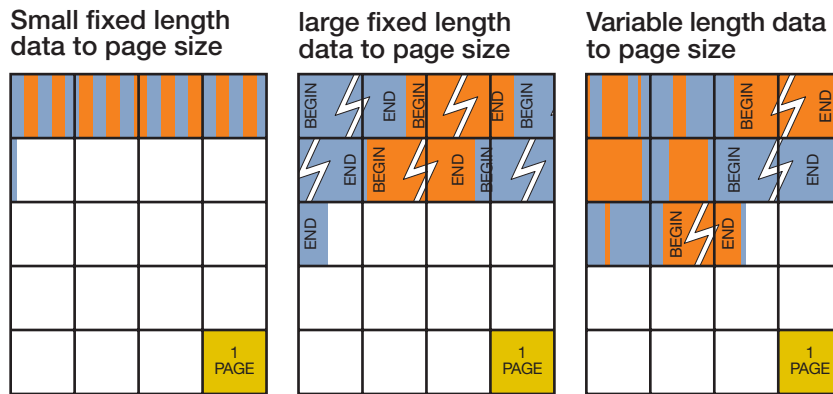 Small fixed length
data to page size
large fixed length
data to page size
Variable length data
to page size
BEGIN
END
BEGIN
END
BEGIN
END
BEGIN
END
BEGIN
END
BEGIN
END
BEGIN
END
BEGIN
END
1
PAGE
1
PAGE
1
PAGE